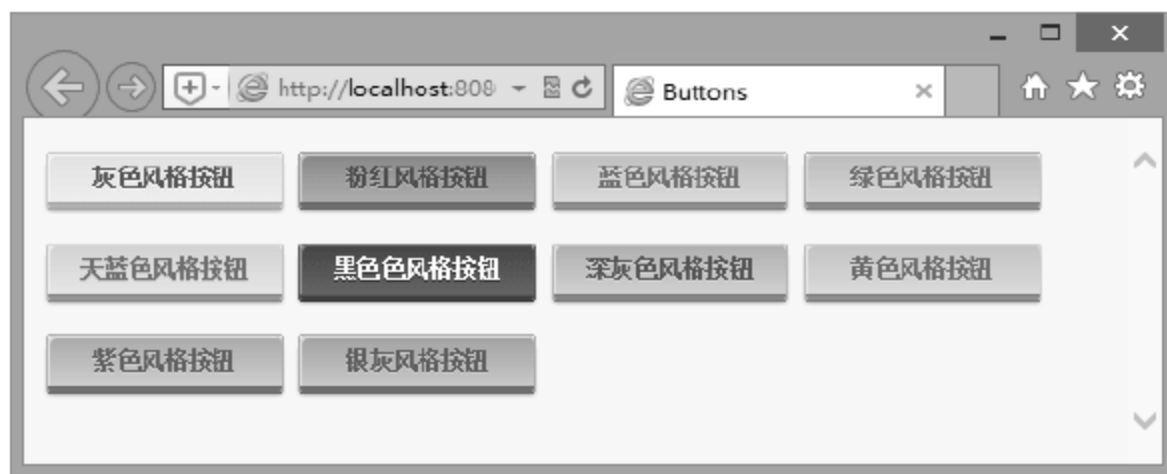 http://localhost:808
Buttons
灰色风格按钮 粉红风格按钮 蓝色风格按钮 绿色风格按钮
天蓝色风格按钮 黑色色风格按钮 深灰色风格按钮 黄色风格按钮
紫色风格按钮 银灰风格按钮